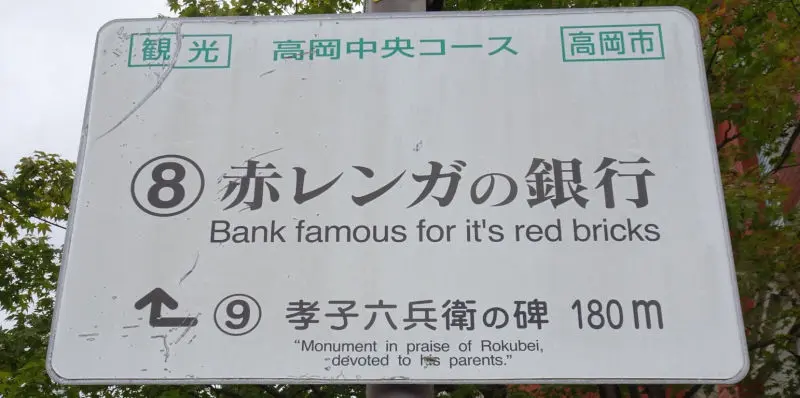 観光 高岡中央コース 高岡市
⑧ 赤レンガの銀行
Bank famous for it's red bricks
⑨ 孝子六兵衛の碑 180m
“Monument in praise of Rokubei,
devoted to his parents.”